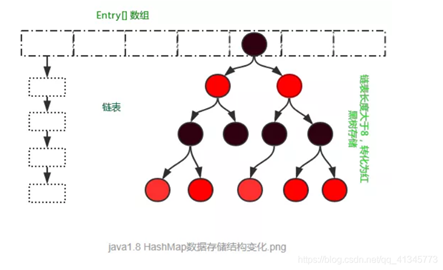 Entry[] 数组
链表
链表长度大于8，转化为红
黑树存储
java1.8 HashMap数据存储结构变化.png
https://blog.csdn.net/qq_41345773